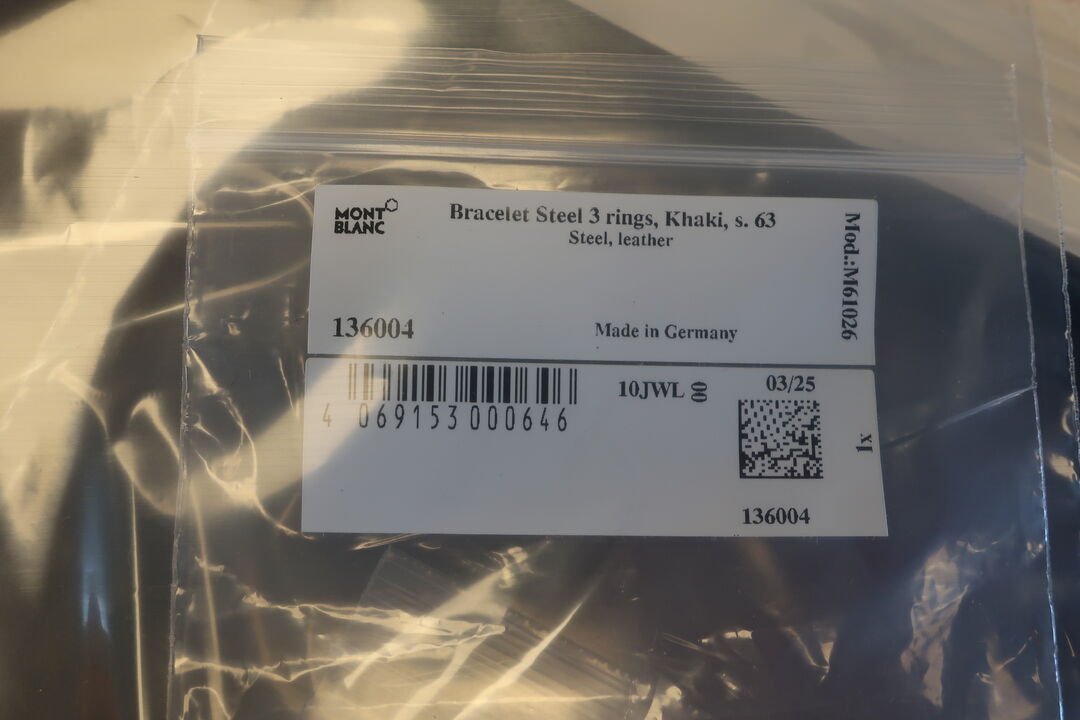 MONT
BLANC
Bracelet Steel 3 rings, Khaki, s. 63
Steel, leather
Mod.:M61026
136004
Made in Germany
10JWL 00
03/25
4 069153 000646
1x
136004